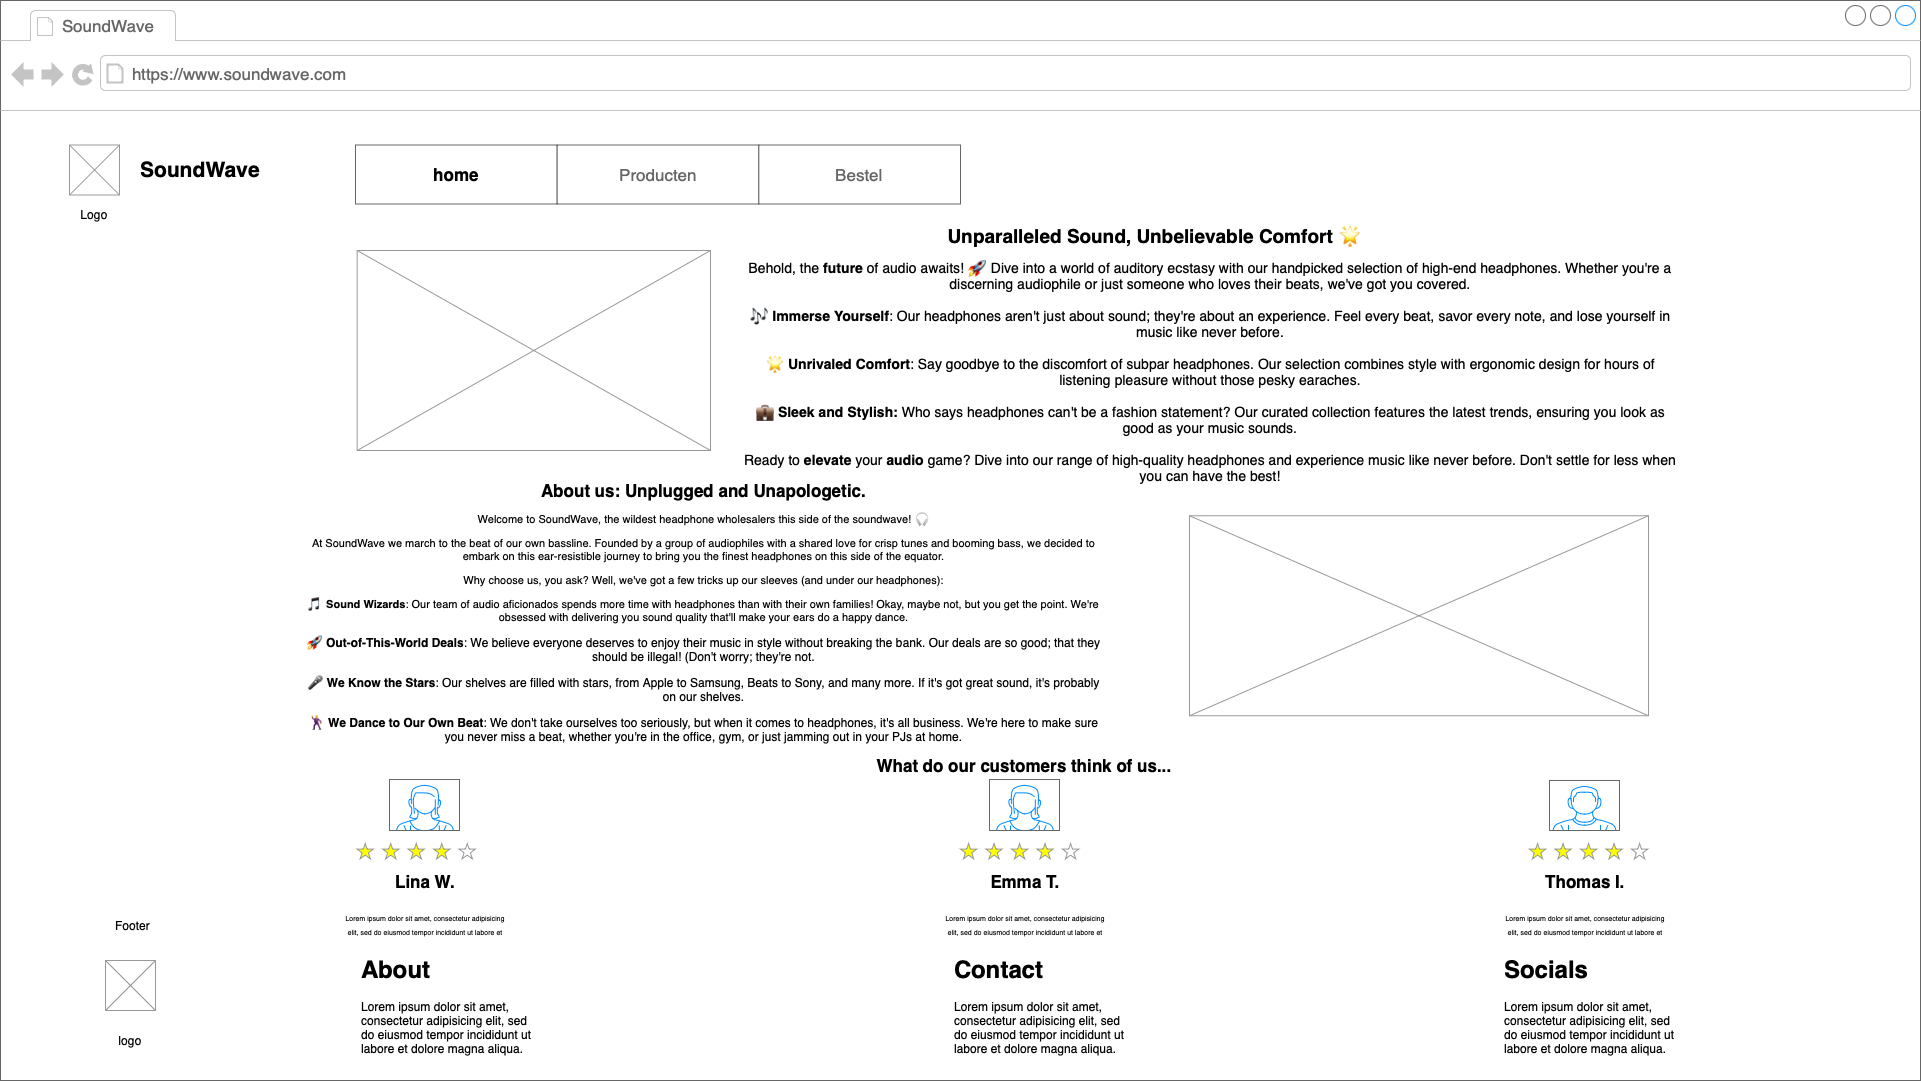 SoundWave
https://www.soundwave.com
SoundWave
Logo
home
Producten
Bestel
Unparalleled Sound, Unbelievable Comfort 🌟
Behold, the future of audio awaits! 🚀 Dive into a world of auditory ecstasy with our handpicked selection of high-end headphones. Whether you're a
discerning audiophile or just someone who loves their beats, we've got you covered.
🎶 Immerse Yourself: Our headphones aren't just about sound; they're about an experience. Feel every beat, savor every note, and lose yourself in
music like never before.
🌟 Unrivaled Comfort: Say goodbye to the discomfort of subpar headphones. Our selection combines style with ergonomic design for hours of
listening pleasure without those pesky earaches.
💼 Sleek and Stylish: Who says headphones can't be a fashion statement? Our curated collection features the latest trends, ensuring you look as
good as your music sounds.
Ready to elevate your audio game? Dive into our range of high-quality headphones and experience music like never before. Don't settle for less when
you can have the best!
About us: Unplugged and Unapologetic.
Welcome to SoundWave, the wildest headphone wholesalers this side of the soundwave! 🎧
At SoundWave we march to the beat of our own bassline. Founded by a group of audiophiles with a shared love for crisp tunes and booming bass, we decided to
embark on this ear-resistible journey to bring you the finest headphones on this side of the equator.
Why choose us, you ask? Well, we've got a few tricks up our sleeves (and under our headphones):
🎵 Sound Wizards: Our team of audio aficionados spends more time with headphones than with their own families! Okay, maybe not, but you get the point. We're
obsessed with delivering you sound quality that'll make your ears do a happy dance.
🚀 Out-of-This-World Deals: We believe everyone deserves to enjoy their music in style without breaking the bank. Our deals are so good; that they
should be illegal! (Don't worry; they're not.
🎤 We Know the Stars: Our shelves are filled with stars, from Apple to Samsung, Beats to Sony, and many more. If it's got great sound, it's probably
on our shelves.
🕺 We Dance to Our Own Beat: We don't take ourselves too seriously, but when it comes to headphones, it's all business. We're here to make sure
you never miss a beat, whether you're in the office, gym, or just jamming out in your PJs at home.
What do our customers think of us...
Lina W.
Lorem ipsum dolor sit amet, consectetur adipisicing
elit, sed do eiusmod tempor incididunt ut labore et
Emma T.
Lorem ipsum dolor sit amet, consectetur adipisicing
elit, sed do eiusmod tempor incididunt ut labore et
Thomas I.
Lorem ipsum dolor sit amet, consectetur adipisicing
elit, sed do eiusmod tempor incididunt ut labore et
Footer
logo
About
Lorem ipsum dolor sit amet,
consectetur adipisicing elit, sed
do eiusmod tempor incididunt ut
labore et dolore magna aliqua.
Contact
Lorem ipsum dolor sit amet,
consectetur adipisicing elit, sed
do eiusmod tempor incididunt ut
labore et dolore magna aliqua.
Socials
Lorem ipsum dolor sit amet,
consectetur adipisicing elit, sed
do eiusmod tempor incididunt ut
labore et dolore magna aliqua.